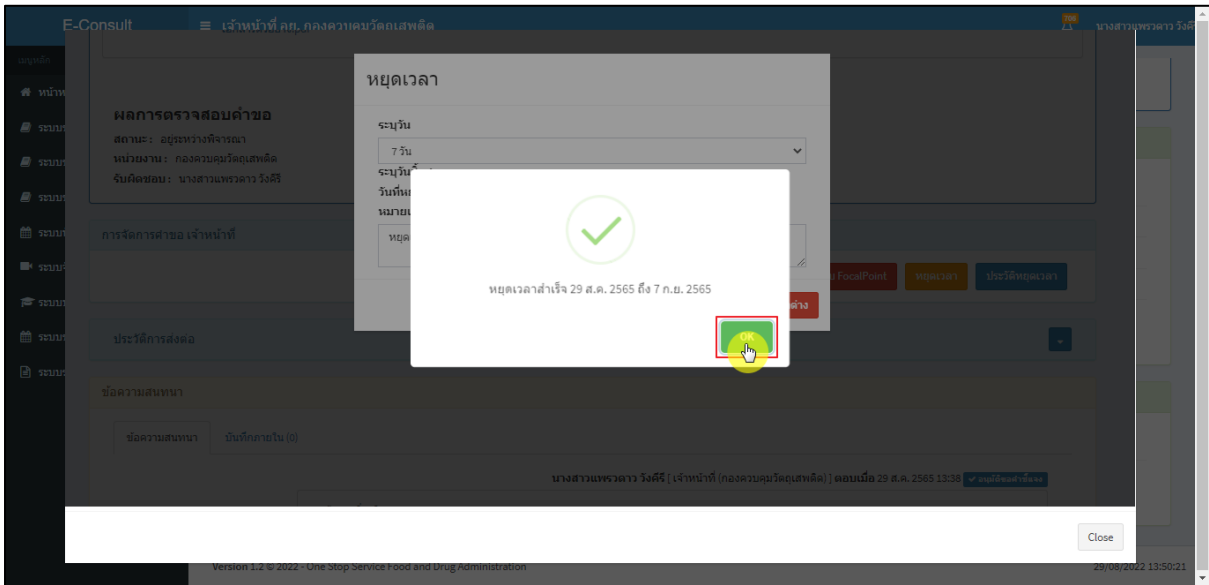 E-Consult
เจ้าหน้าที่ อย. กองควบคุมวัตถุเสพติด
นางสาวแพรวดาว วังคีรี
เมนูหลัก
หยุดเวลา
ผลการตรวจสอบคำขอ
สถานะ : อยู่ระหว่างพิจารณา
หน่วยงาน : กองควบคุมวัตถุเสพติด
รับผิดชอบ : นางสาวแพรวดาว วังคีรี
ระบุวัน
7 วัน
การจัดการคำขอ เจ้าหน้าที่
FocalPoint
หยุดเวลา
ประวัติหยุดเวลา
หยุดเวลาสำเร็จ 29 ส.ค. 2565 ถึง 7 ก.ย. 2565
OK
ประวัติการส่งต่อ
ข้อความสนทนา
ข้อความสนทนา
บันทึกภายใน (0)
นางสาวแพรวดาว วังคีรี [ เจ้าหน้าที่ (กองควบคุมวัตถุเสพติด) ] ตอบเมื่อ 29 ส.ค. 2565 13:38
Close
Version 1.2 © 2022 - One Stop Service Food and Drug Administration
29/08/2022 13:50:21